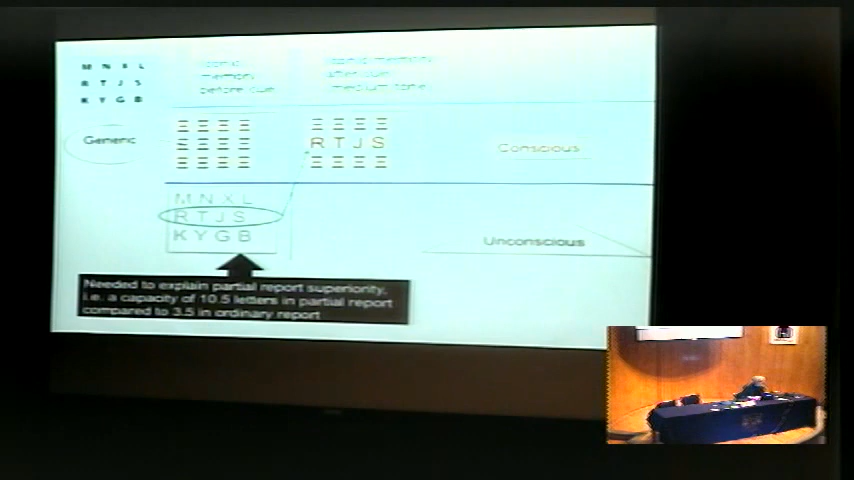 M N X L
R T J S
K Y G B
Iconic
memory
before cue
Iconic memory
after cue
medium tone
Generic
R T J S
Conscious
M N X L
R T J S
K Y G B
Unconscious
Needed to explain partial report superiority,
i.e. a capacity of 10.5 letters in partial report
compared to 3.5 in ordinary report